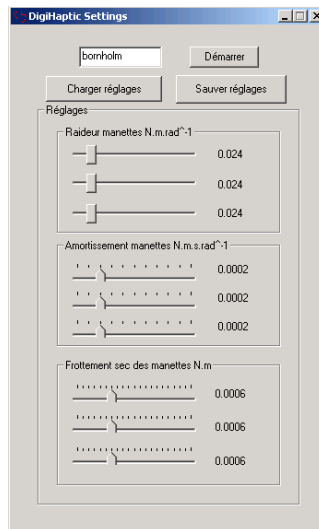 DigiHaptic Settings
bornholm
Démarrer
Charger réglages
Sauver réglages
Réglages
Raideur manettes N.m.rad^-1
0.024
0.024
0.024
Amortissement manettes N.m.s.rad^-1
0.0002
0.0002
0.0002
Frottement sec des manettes N.m
0.0006
0.0006
0.0006